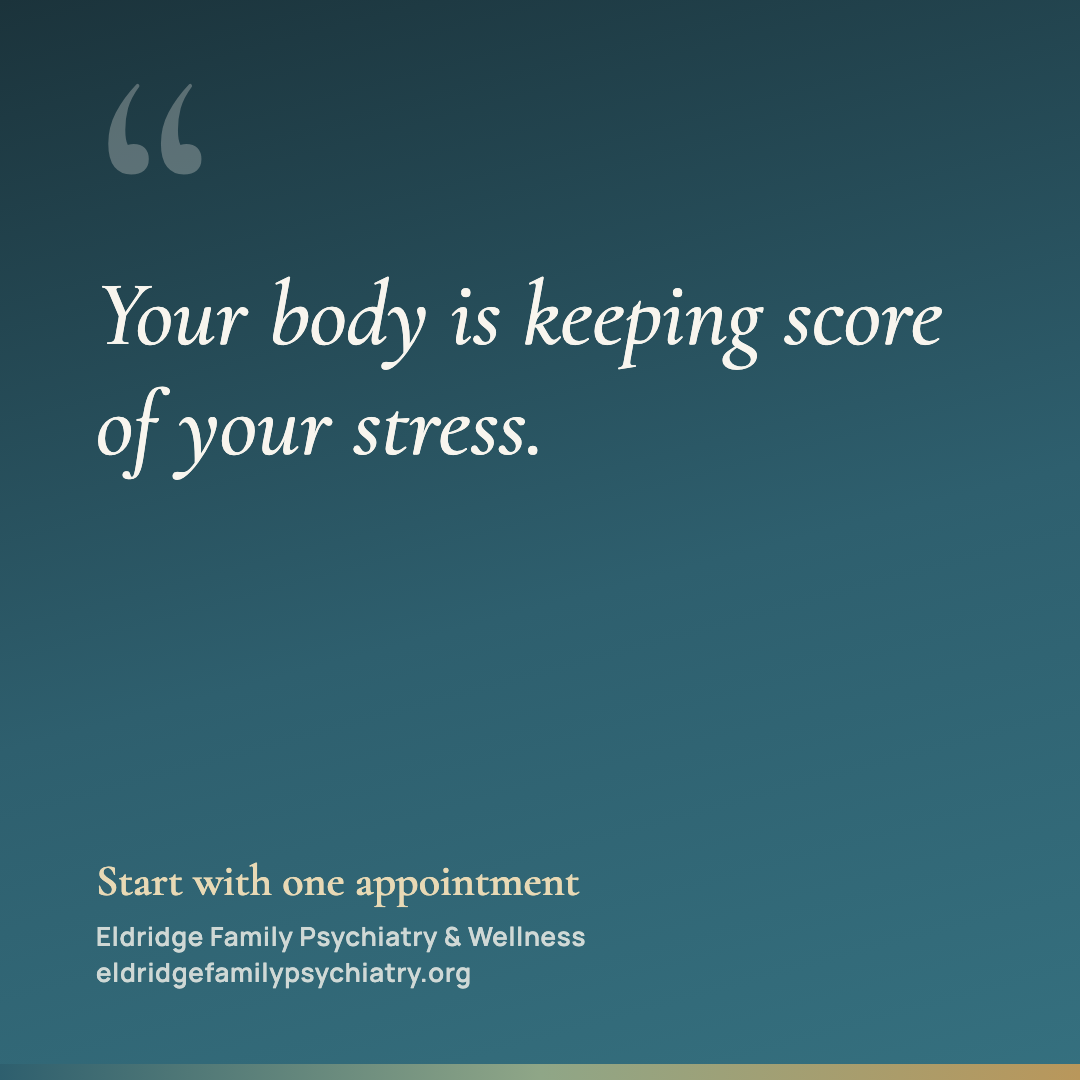 “
Your body is keeping score
of your stress.
Start with one appointment
Eldridge Family Psychiatry & Wellness
eldridgefamilypsychiatry.org